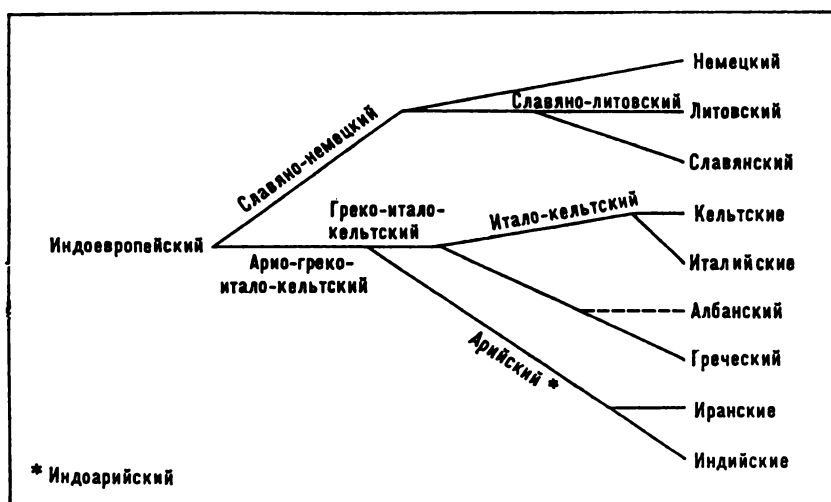 Немецкий
Славяно-литовский
Литовский
Славяно-немецкий
Славянский
Греко-итало-
кельтский
Итало-кельтский
Кельтские
Индоевропейский
Арио-греко-
итало-кельтский
Италийские
Албанский
Арийский *
Греческий
Иранские
Индийские
* Индоарийский